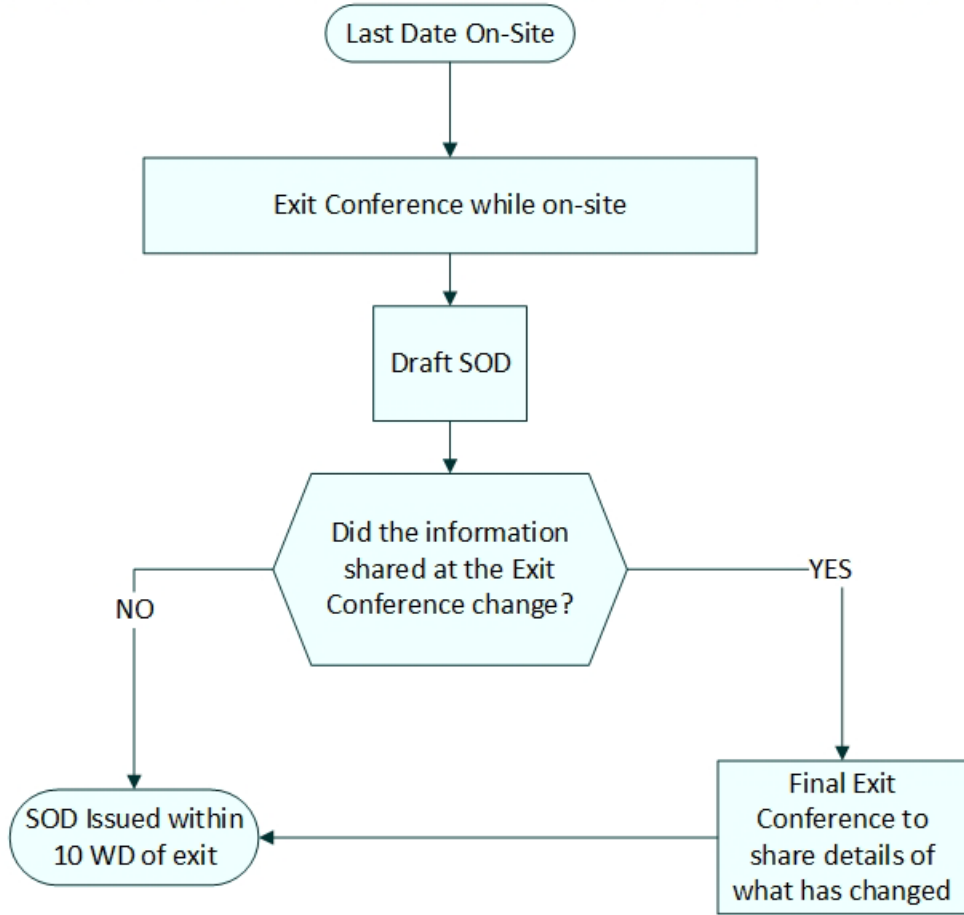 Last Date On-Site
Exit Conference while on-site
Draft SOD
Did the information
shared at the Exit
Conference change?
NO
YES
SOD Issued within
10 WD of exit
Final Exit
Conference to
share details of
what has changed